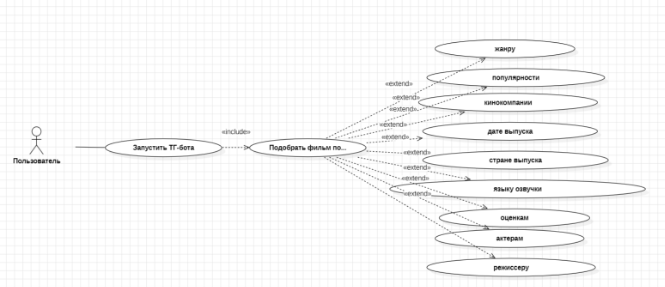 жанру
«extend»
популярности
«extend»
кинокомпании
«extend»
«extend»
дате выпуска
«include»
«extend»
Пользователь
Запустить ТГ-бота
Подобрать фильм по...
«extend»
стране выпуска
«extend»
языку озвучки
«extend»
оценкам
актерам
режиссеру